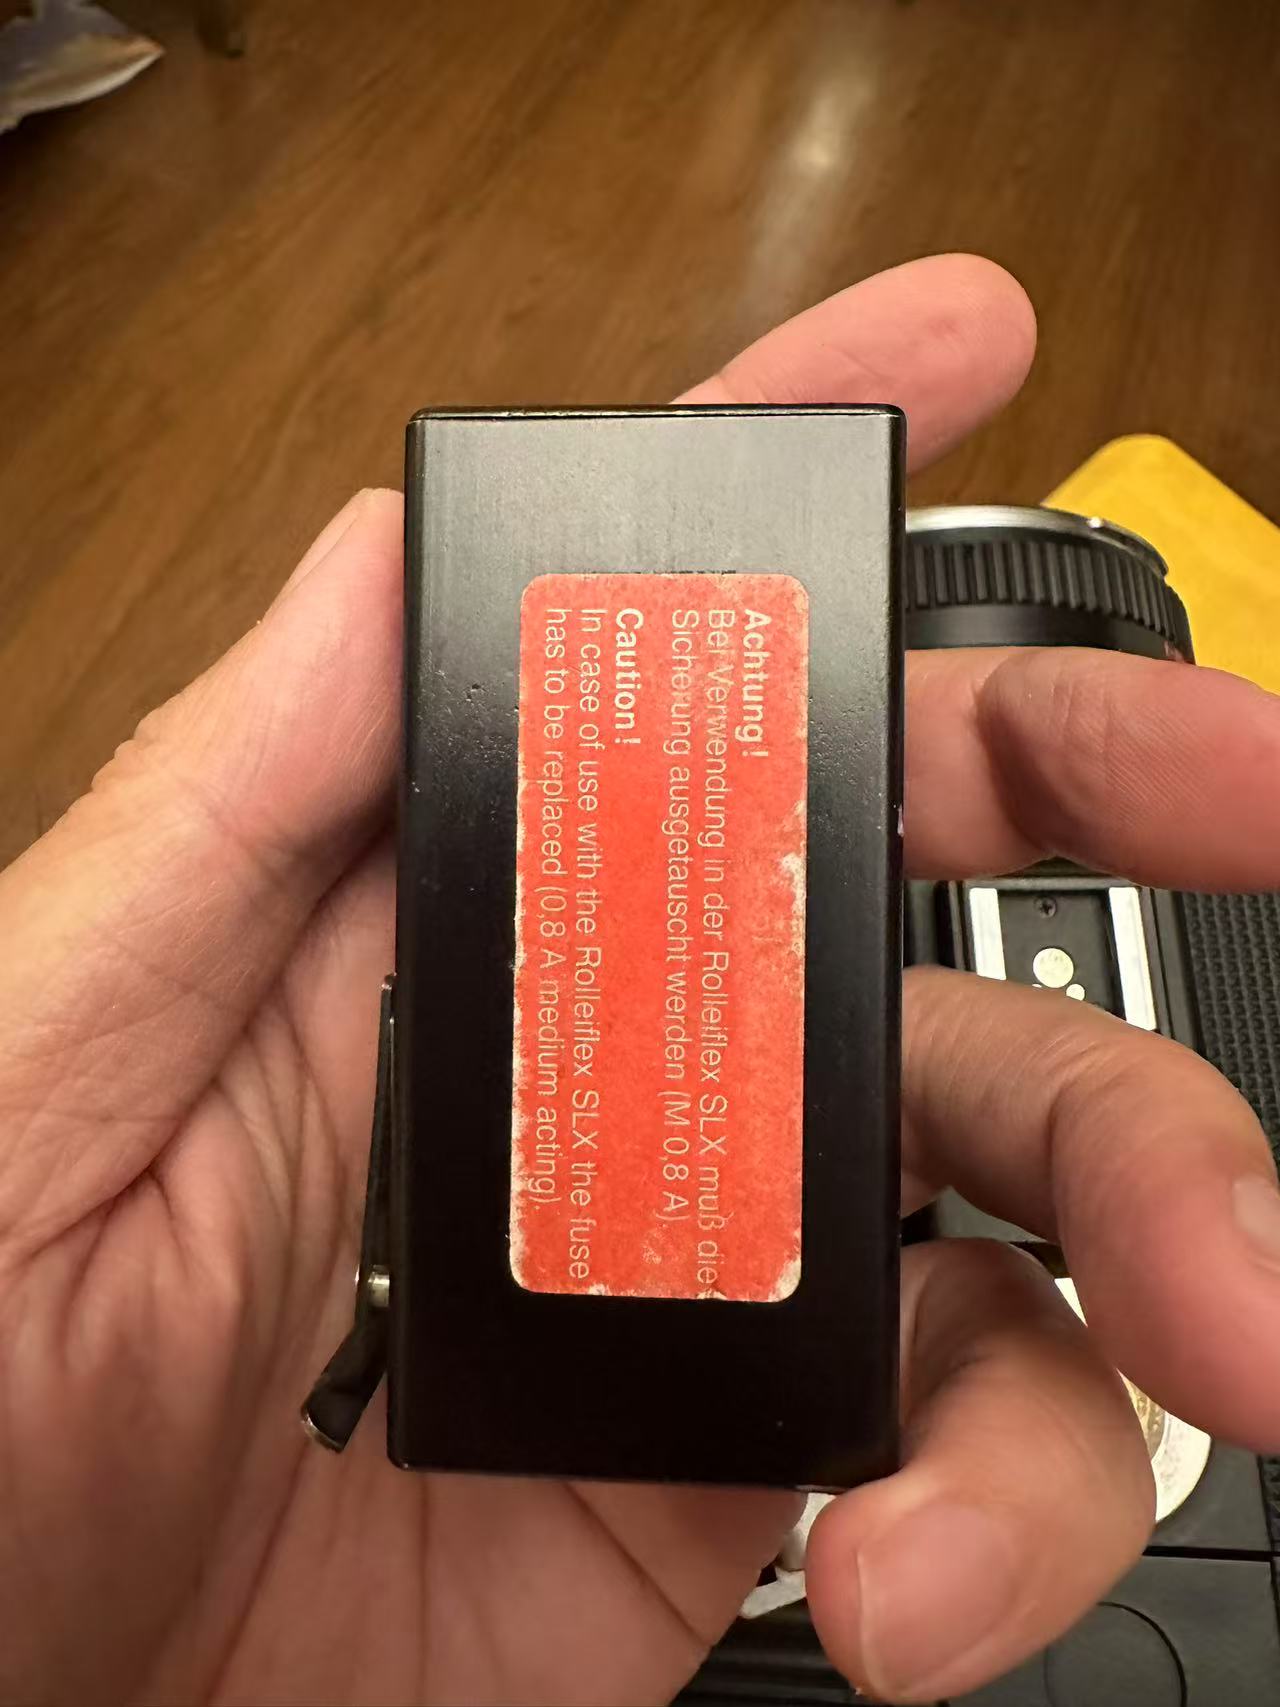 Achtung!
Bei Verwendung in der Rolleiflex SLX muß die
Sicherung ausgetauscht werden (M 0,8 A).
Caution!
In case of use with the Rolleiflex SLX the fuse
has to be replaced (0,8 A medium acting).